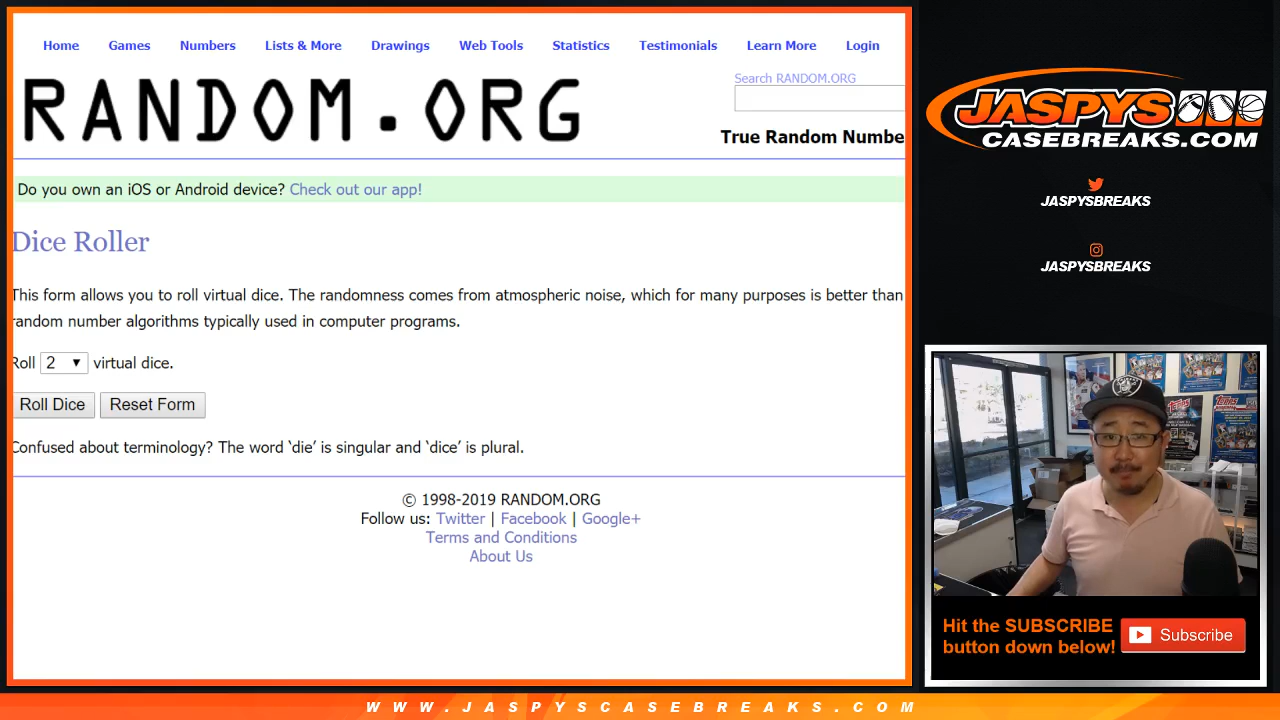 Home Games Numbers Lists & More Drawings Web Tools Statistics Testimonials Learn More Login
RANDOM.ORG
Search RANDOM.ORG
True Random Numbe
Do you own an iOS or Android device? Check out our app!
Dice Roller
This form allows you to roll virtual dice. The randomness comes from atmospheric noise, which for many purposes is better than
random number algorithms typically used in computer programs.
Roll 2 virtual dice.
Roll Dice Reset Form
Confused about terminology? The word ‘die’ is singular and ‘dice’ is plural.
© 1998-2019 RANDOM.ORG
Follow us: Twitter | Facebook | Google+
Terms and Conditions
About Us
JASPYS
CASEBREAKS.COM
JASPYSBREAKS
JASPYSBREAKS
TOPPS
Hit the SUBSCRIBE
button down below!
Subscribe
WWW.JASPYSCASEBREAKS.COM